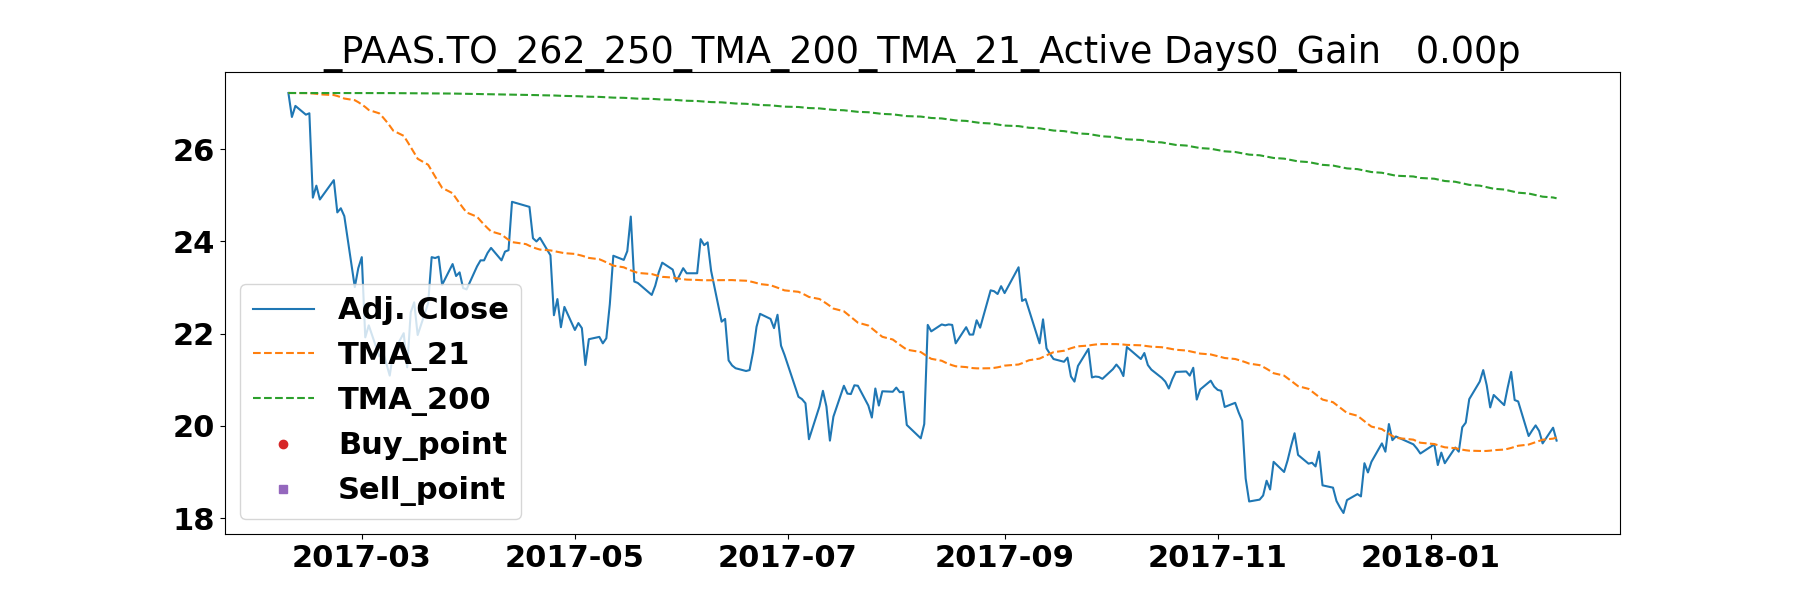 _PAAS.TO_262_250_TMA_200_TMA_21_Active Days0_Gain 0.00p
26
24
22
20
18
Adj. Close
TMA_21
TMA_200
Buy_point
Sell_point
2017-03 2017-05 2017-07 2017-09 2017-11 2018-01